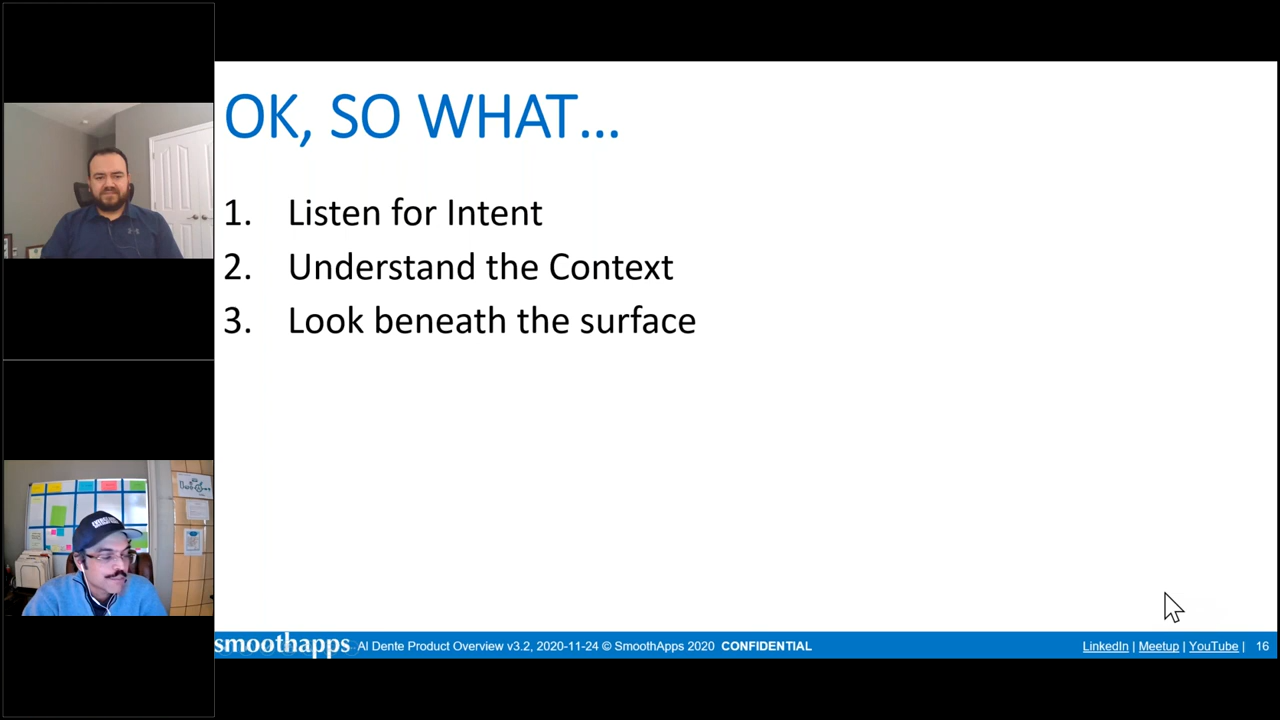 OK, SO WHAT...
1. Listen for Intent
2. Understand the Context
3. Look beneath the surface
smoothapps Al Dente Product Overview v3.2, 2020-11-24 © SmoothApps 2020 CONFIDENTIAL LinkedIn | Meetup | YouTube | 16